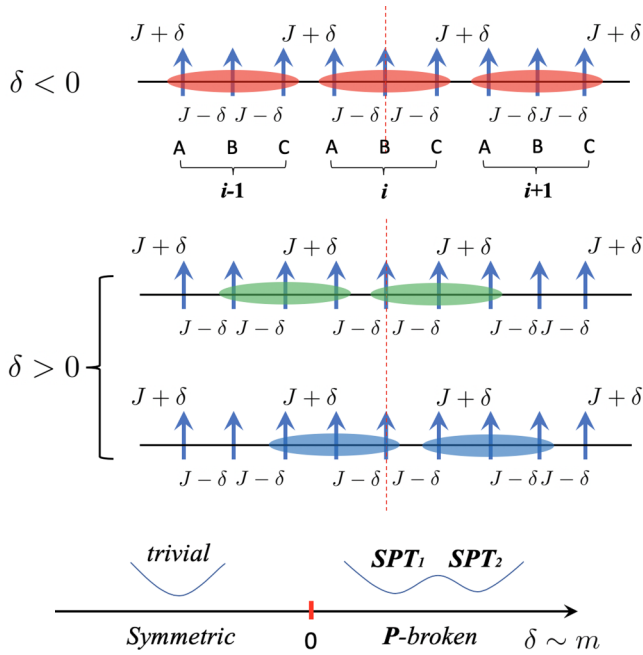 J + δ J + δ J + δ J + δ
δ < 0
J − δ J − δ J − δ J − δ J − δ J − δ
A B C A B C A B C
i-1 i i+1
J + δ J + δ J + δ J + δ
J − δ J − δ J − δ J − δ J − δ J − δ
δ > 0
J + δ J + δ J + δ J + δ
J − δ J − δ J − δ J − δ J − δ J − δ
trivial SPT₁ SPT₂
Symmetric 0 P-broken δ ∼ m